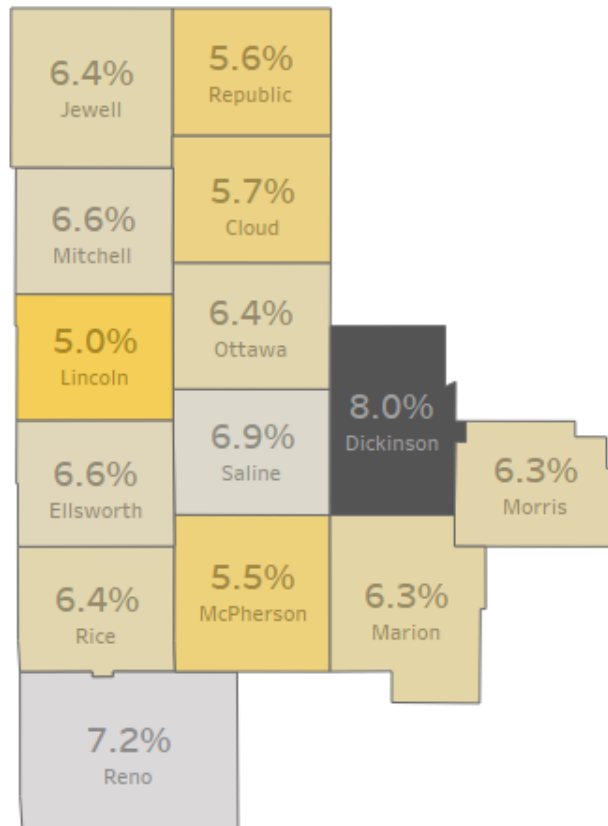 6.4%
Jewell
5.6%
Republic
6.6%
Mitchell
5.7%
Cloud
5.0%
Lincoln
6.4%
Ottawa
8.0%
Dickinson
6.6%
Ellsworth
6.9%
Saline
6.3%
Morris
6.4%
Rice
5.5%
McPherson
6.3%
Marion
7.2%
Reno